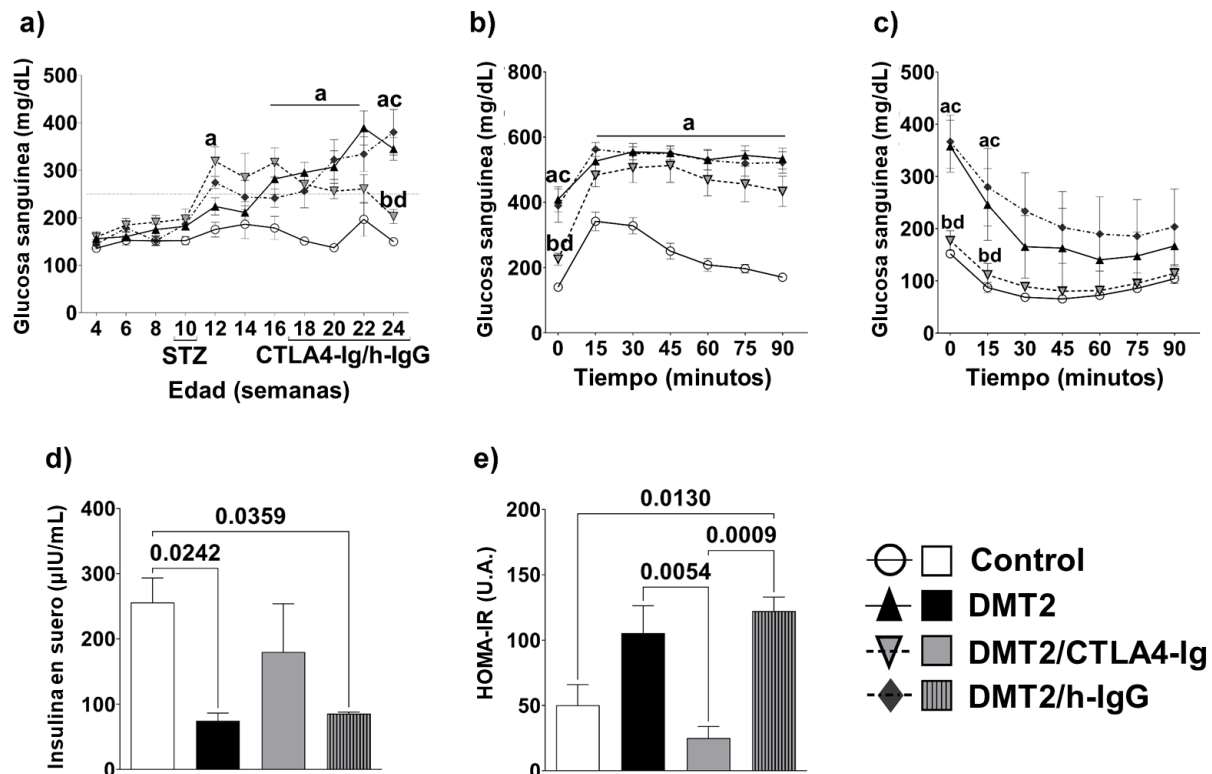 a)
Glucosa sanguínea (mg/dL)
500
400
300
200
100
0
a
a
ac
bd
4 6 8 10 12 14 16 18 20 22 24
STZ CTLA4-Ig/h-IgG
Edad (semanas)
b)
Glucosa sanguínea (mg/dL)
800
600
400
200
0
a
ac
bd
0 15 30 45 60 75 90
Tiempo (minutos)
c)
Glucosa sanguínea (mg/dL)
500
400
300
200
100
0
ac
ac
bd
bd
0 15 30 45 60 75 90
Tiempo (minutos)
d)
Insulina en suero (µIU/mL)
400
300
200
100
0
0.0359
0.0242
e)
HOMA-IR (U.A.)
200
150
100
50
0
0.0130
0.0009
0.0054
Control
DMT2
DMT2/CTLA4-Ig
DMT2/h-IgG